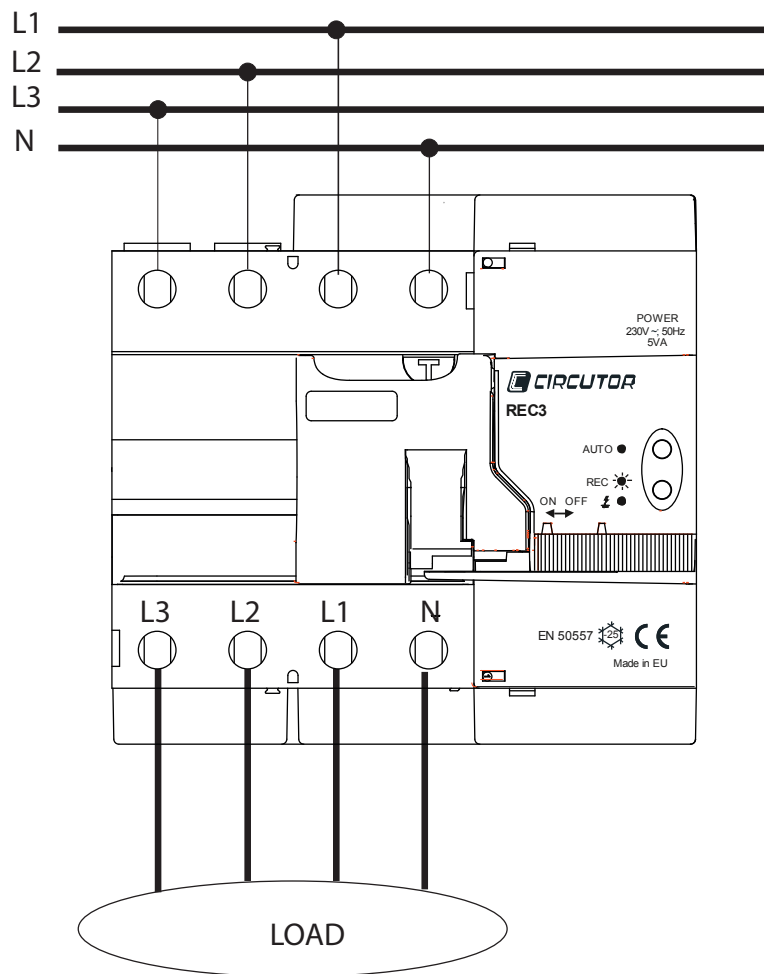 L1
L2
L3
N
POWER
230V ~; 50Hz
5VA
CIRCUTOR
REC3
AUTO
REC
ON OFF
L3 L2 L1 N
EN 50557 -25 CE
Made in EU
LOAD